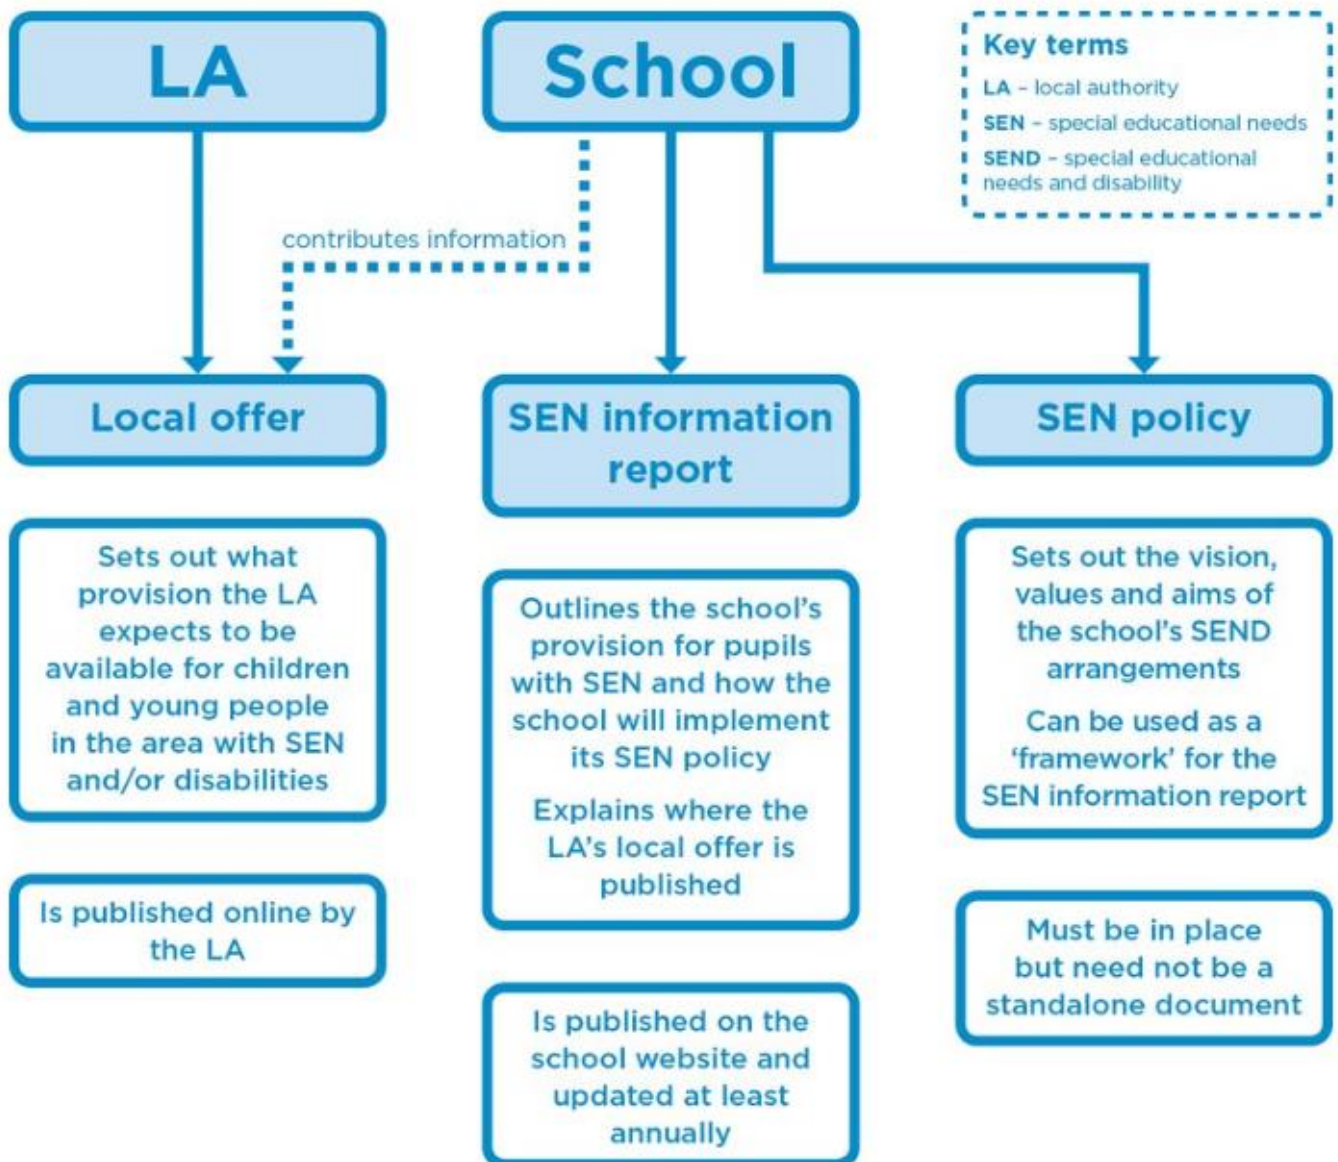 LA
School
Key terms
LA – local authority
SEN – special educational needs
SEND – special educational
needs and disability
contributes information
Local offer
Sets out what
provision the LA
expects to be
available for children
and young people
in the area with SEN
and/or disabilities
Is published online by
the LA
SEN information
report
Outlines the school’s
provision for pupils
with SEN and how the
school will implement
its SEN policy
Explains where the
LA’s local offer is
published
Is published on the
school website and
updated at least
annually
SEN policy
Sets out the vision,
values and aims of
the school’s SEND
arrangements
Can be used as a
‘framework’ for the
SEN information report
Must be in place
but need not be a
standalone document